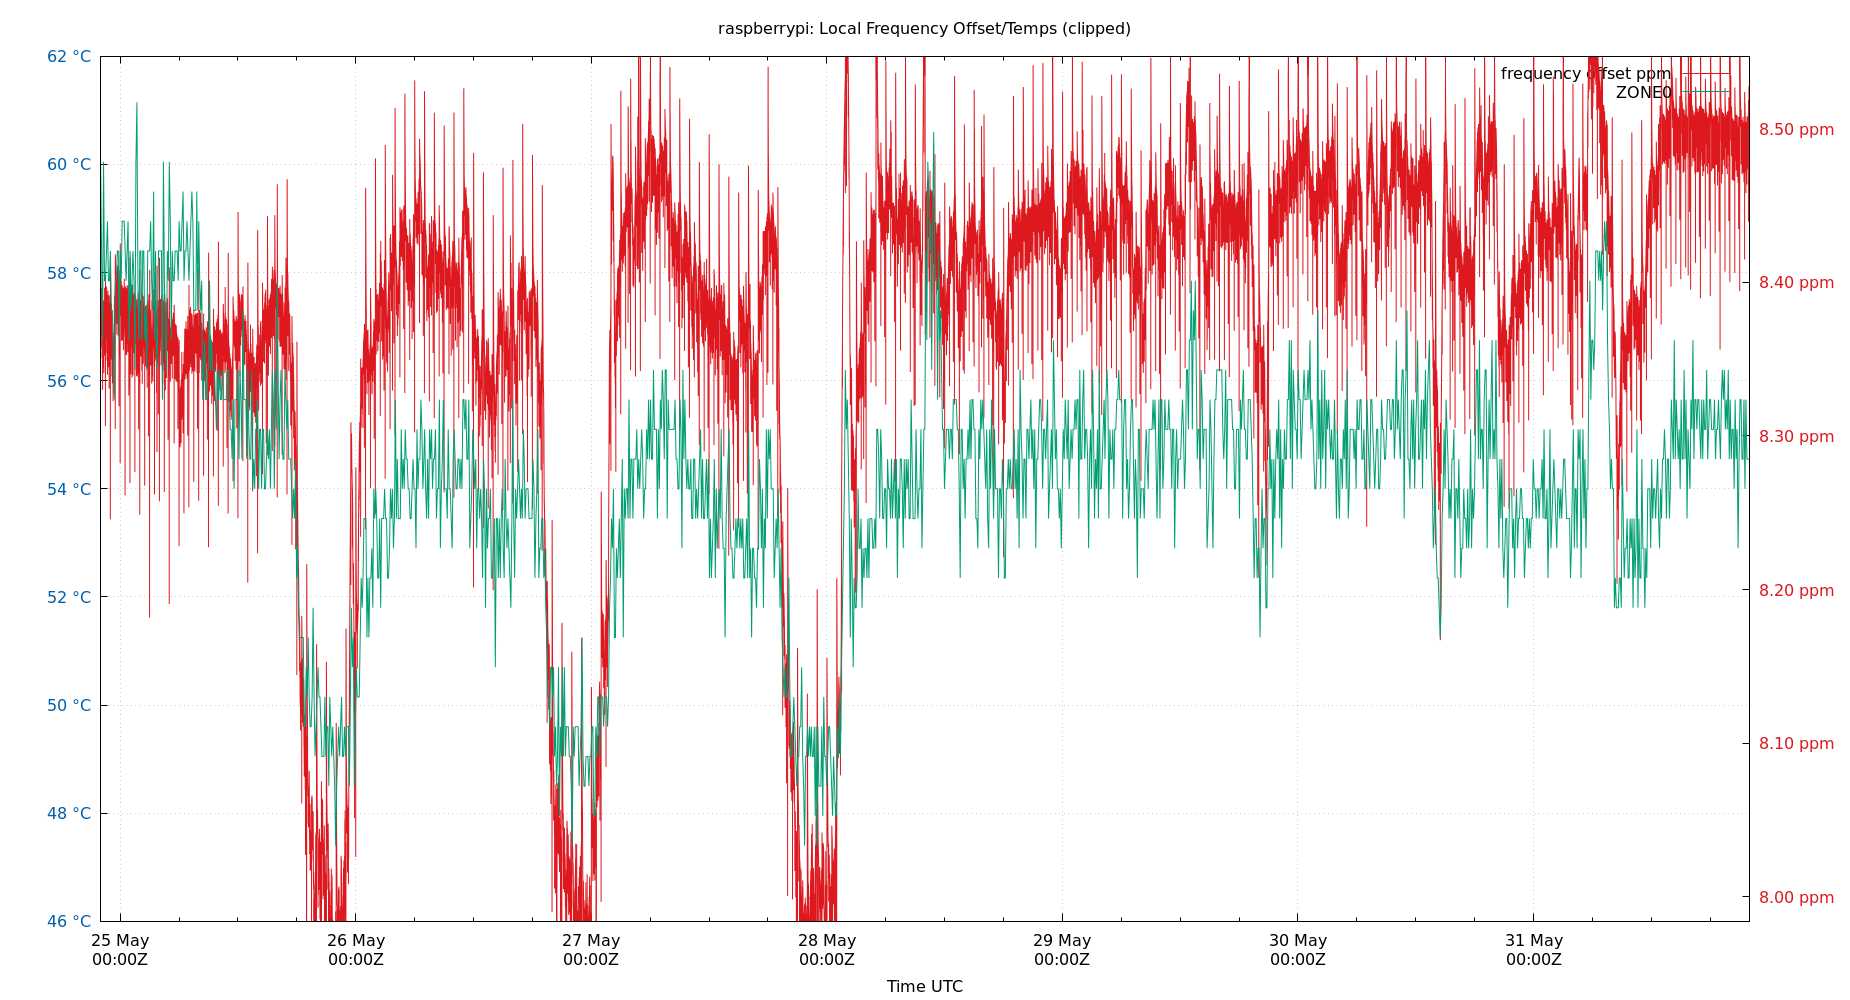 raspberrypi: Local Frequency Offset/Temps (clipped)
62 °C
60 °C
58 °C
56 °C
54 °C
52 °C
50 °C
48 °C
46 °C
frequency offset ppm
ZONE0
8.50 ppm
8.40 ppm
8.30 ppm
8.20 ppm
8.10 ppm
8.00 ppm
25 May 26 May 27 May 28 May 29 May 30 May 31 May
00:00Z 00:00Z 00:00Z 00:00Z 00:00Z 00:00Z 00:00Z
Time UTC